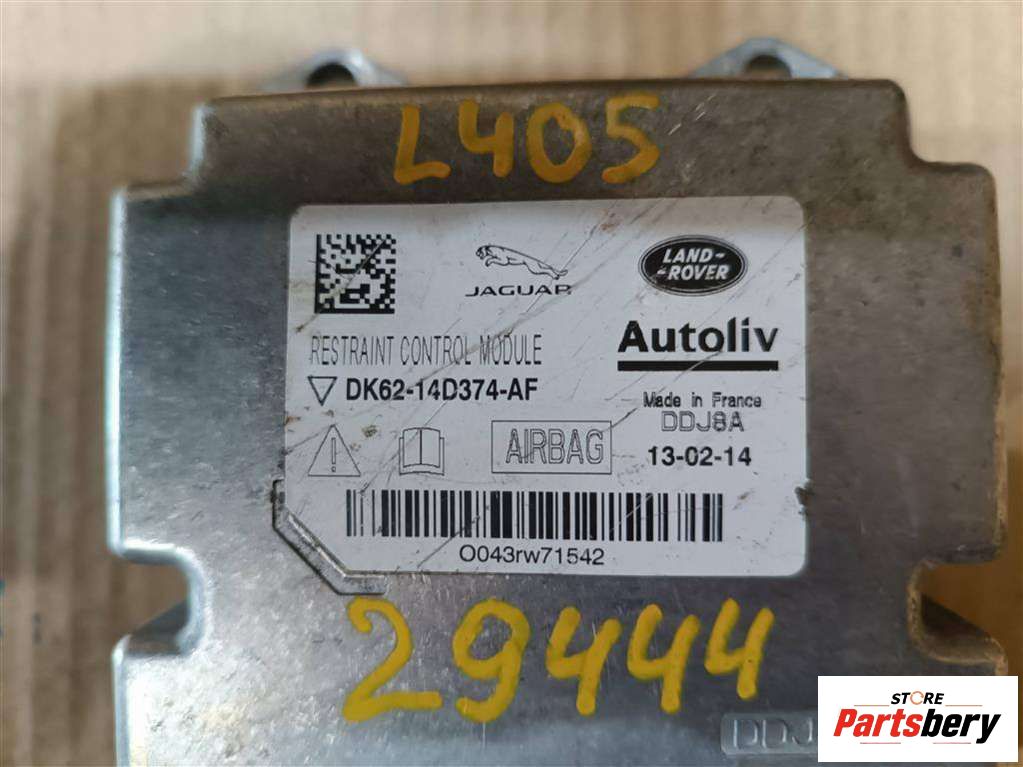 L405
JAGUAR
LAND-
-ROVER
RESTRAINT CONTROL MODULE
Autoliv
DK62-14D374-AF
Made in France
DDJ8A
AIRBAG
13-02-14
O043rw71542
29444
DDJ
STORE
Partsbery